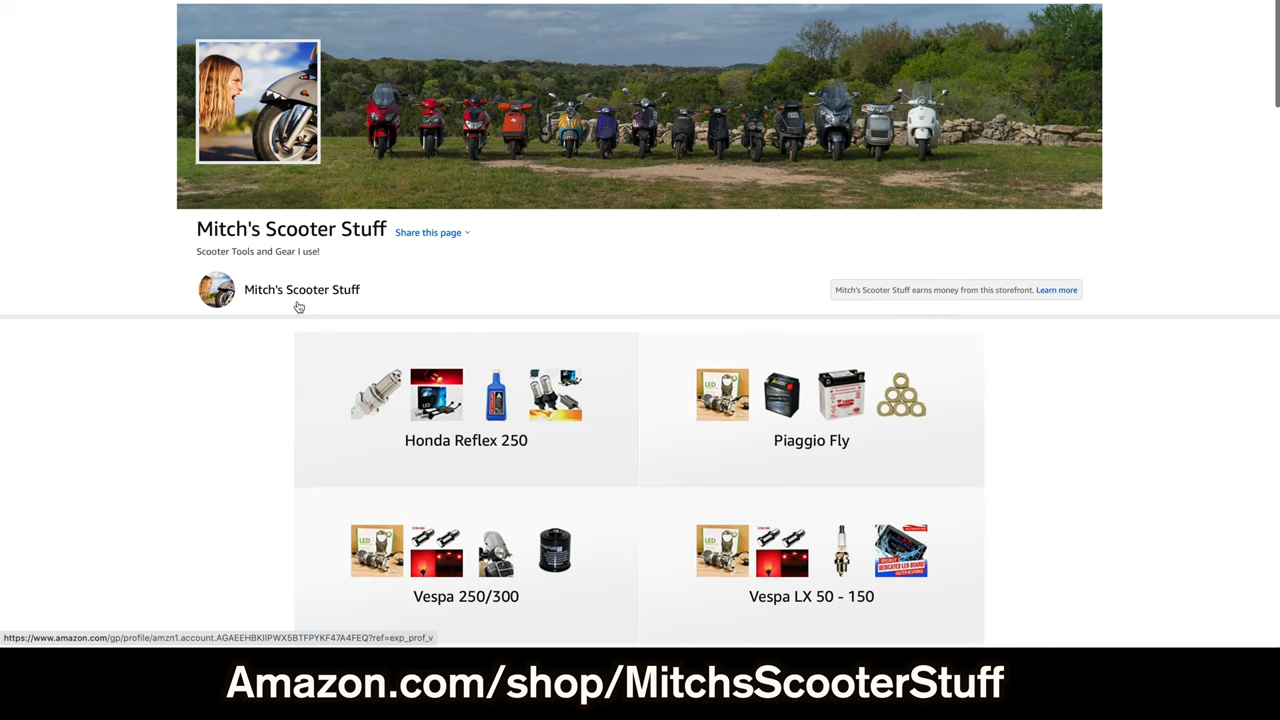 Mitch's Scooter Stuff
Share this page
Scooter Tools and Gear I use!
Mitch's Scooter Stuff
Mitch's Scooter Stuff earns money from this storefront. Learn more
Honda Reflex 250
Piaggio Fly
Vespa 250/300
Vespa LX 50 - 150
https://www.amazon.com/gp/profile/amzn1.account.AGAEEHBKIIPWX5BTFPYKF47A4FEQ?ref=exp_prof_v
Amazon.com/shop/MitchsScooterStuff